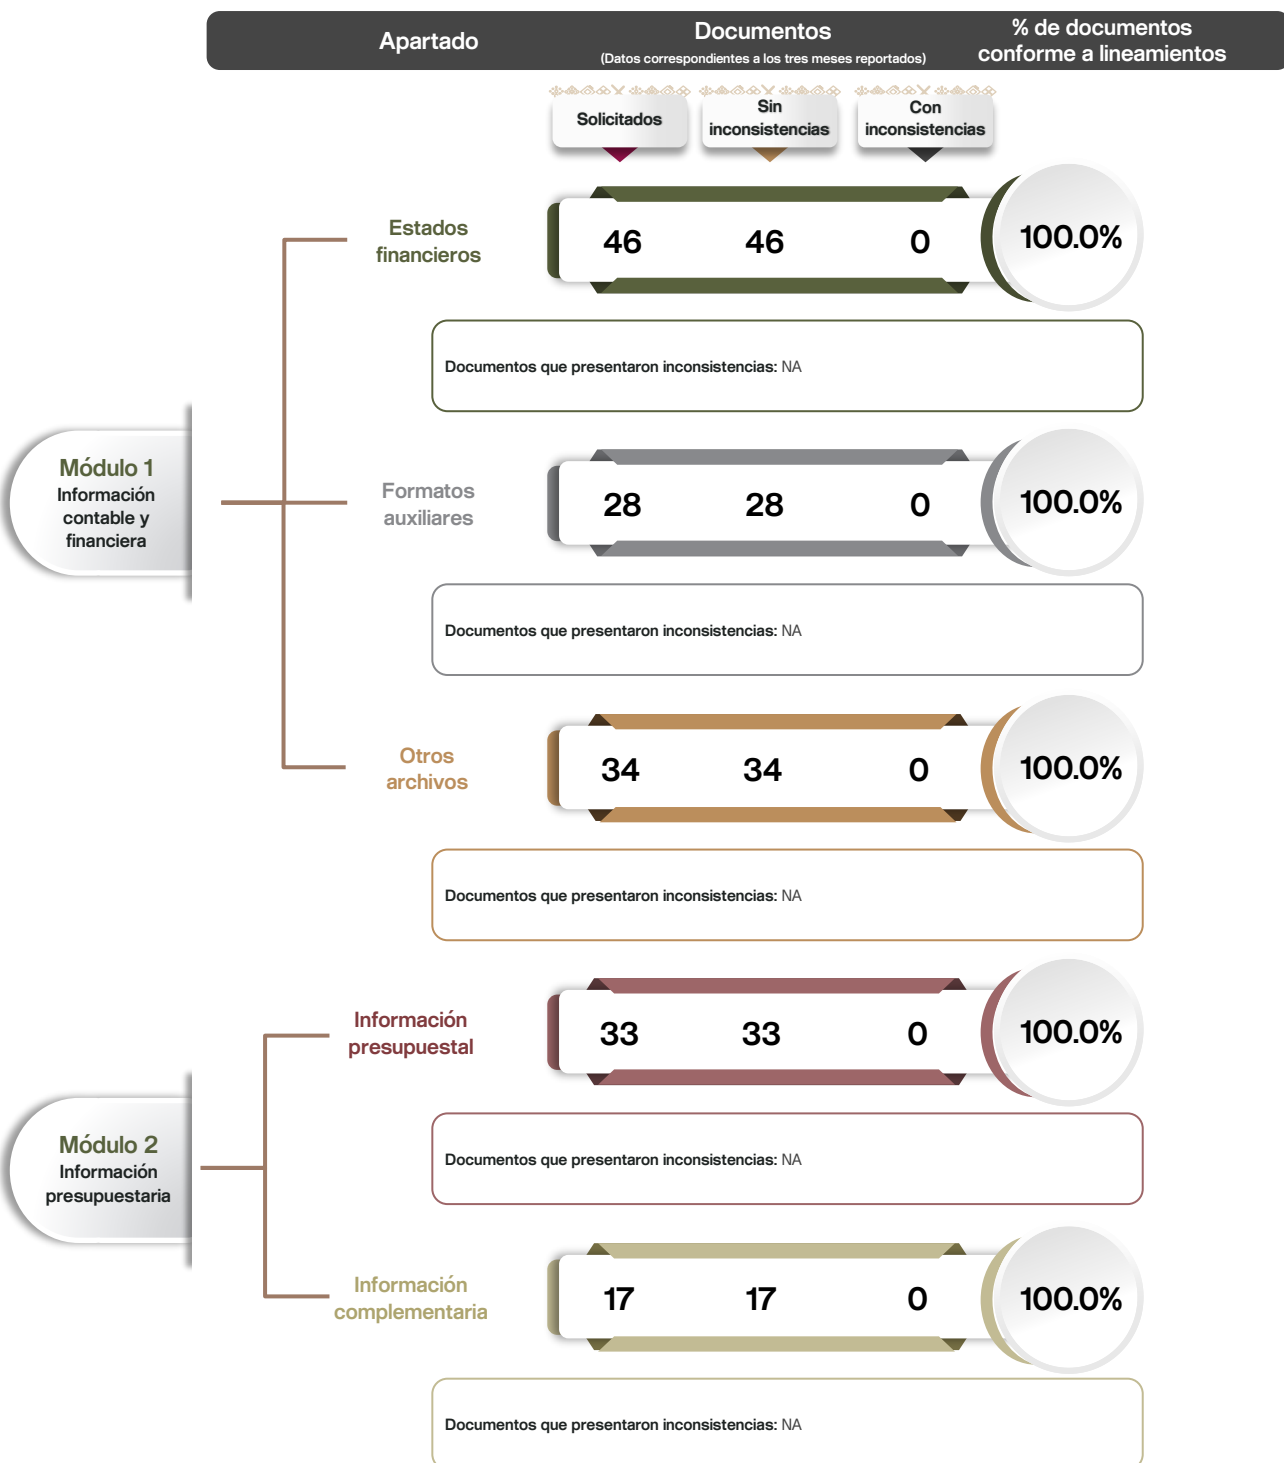 Apartado
Documentos
(Datos correspondientes a los tres meses reportados)
% de documentos
conforme a lineamientos
Solicitados
Sin
inconsistencias
Con
inconsistencias
Módulo 1
Información
contable y
financiera
Estados
financieros
46 46 0 100.0%
Documentos que presentaron inconsistencias: NA
Formatos
auxiliares
28 28 0 100.0%
Documentos que presentaron inconsistencias: NA
Otros
archivos
34 34 0 100.0%
Documentos que presentaron inconsistencias: NA
Módulo 2
Información
presupuestaria
Información
presupuestal
33 33 0 100.0%
Documentos que presentaron inconsistencias: NA
Información
complementaria
17 17 0 100.0%
Documentos que presentaron inconsistencias: NA